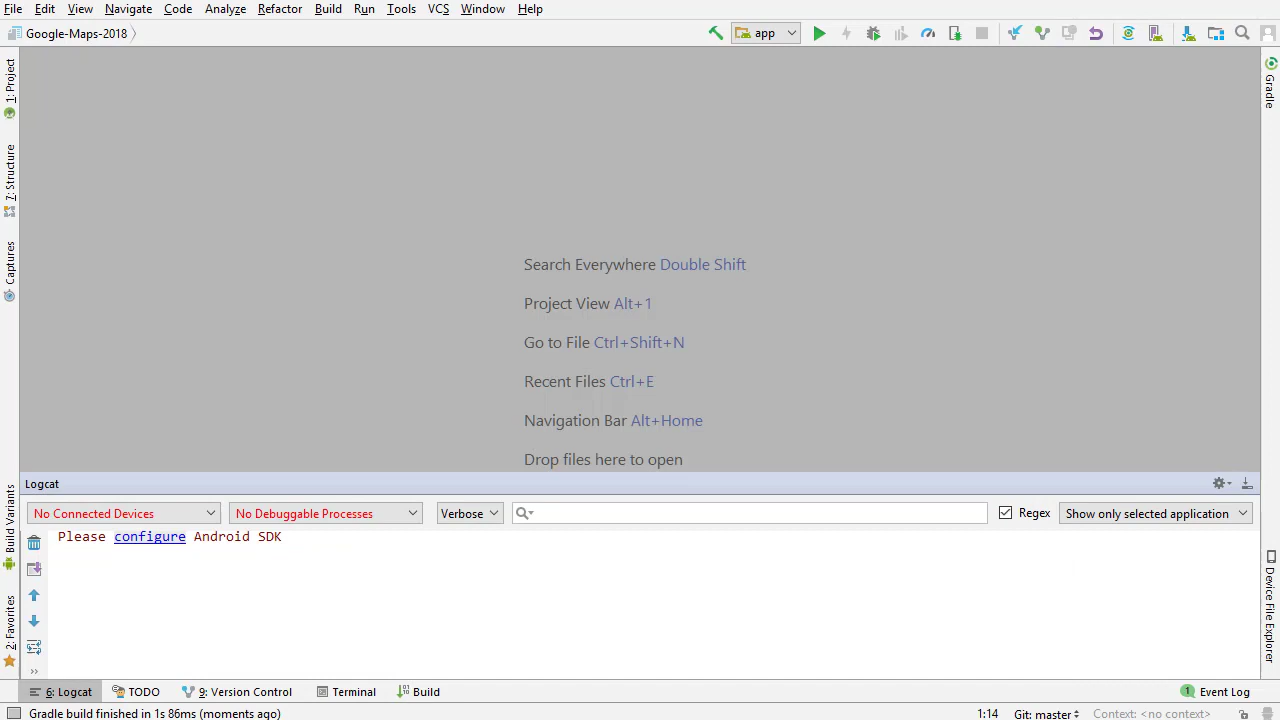 File Edit View Navigate Code Analyze Refactor Build Run Tools VCS Window Help
Google-Maps-2018
app
1: Project
7: Structure
Captures
Build Variants
2: Favorites
Gradle
Device File Explorer
Search Everywhere Double Shift
Project View Alt+1
Go to File Ctrl+Shift+N
Recent Files Ctrl+E
Navigation Bar Alt+Home
Drop files here to open
Logcat
No Connected Devices No Debuggable Processes Verbose Regex Show only selected application
Please configure Android SDK
6: Logcat TODO 9: Version Control Terminal Build 1 Event Log
Gradle build finished in 1s 86ms (moments ago) 1:14 Git: master Context: <no context>